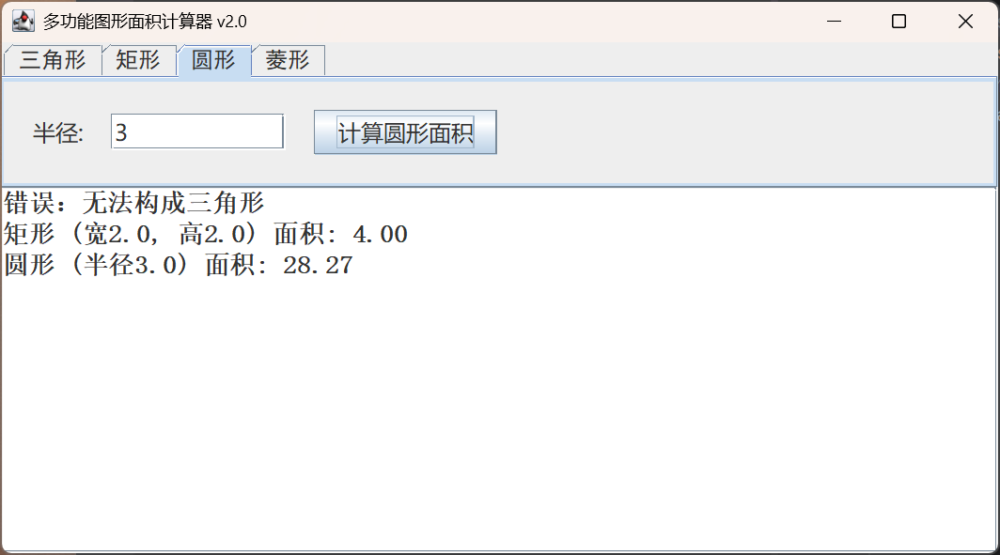 多功能图形面积计算器 v2.0
三角形 矩形 圆形 菱形
半径: 3 计算圆形面积
错误：无法构成三角形
矩形 (宽2.0, 高2.0) 面积: 4.00
圆形 (半径3.0) 面积: 28.27